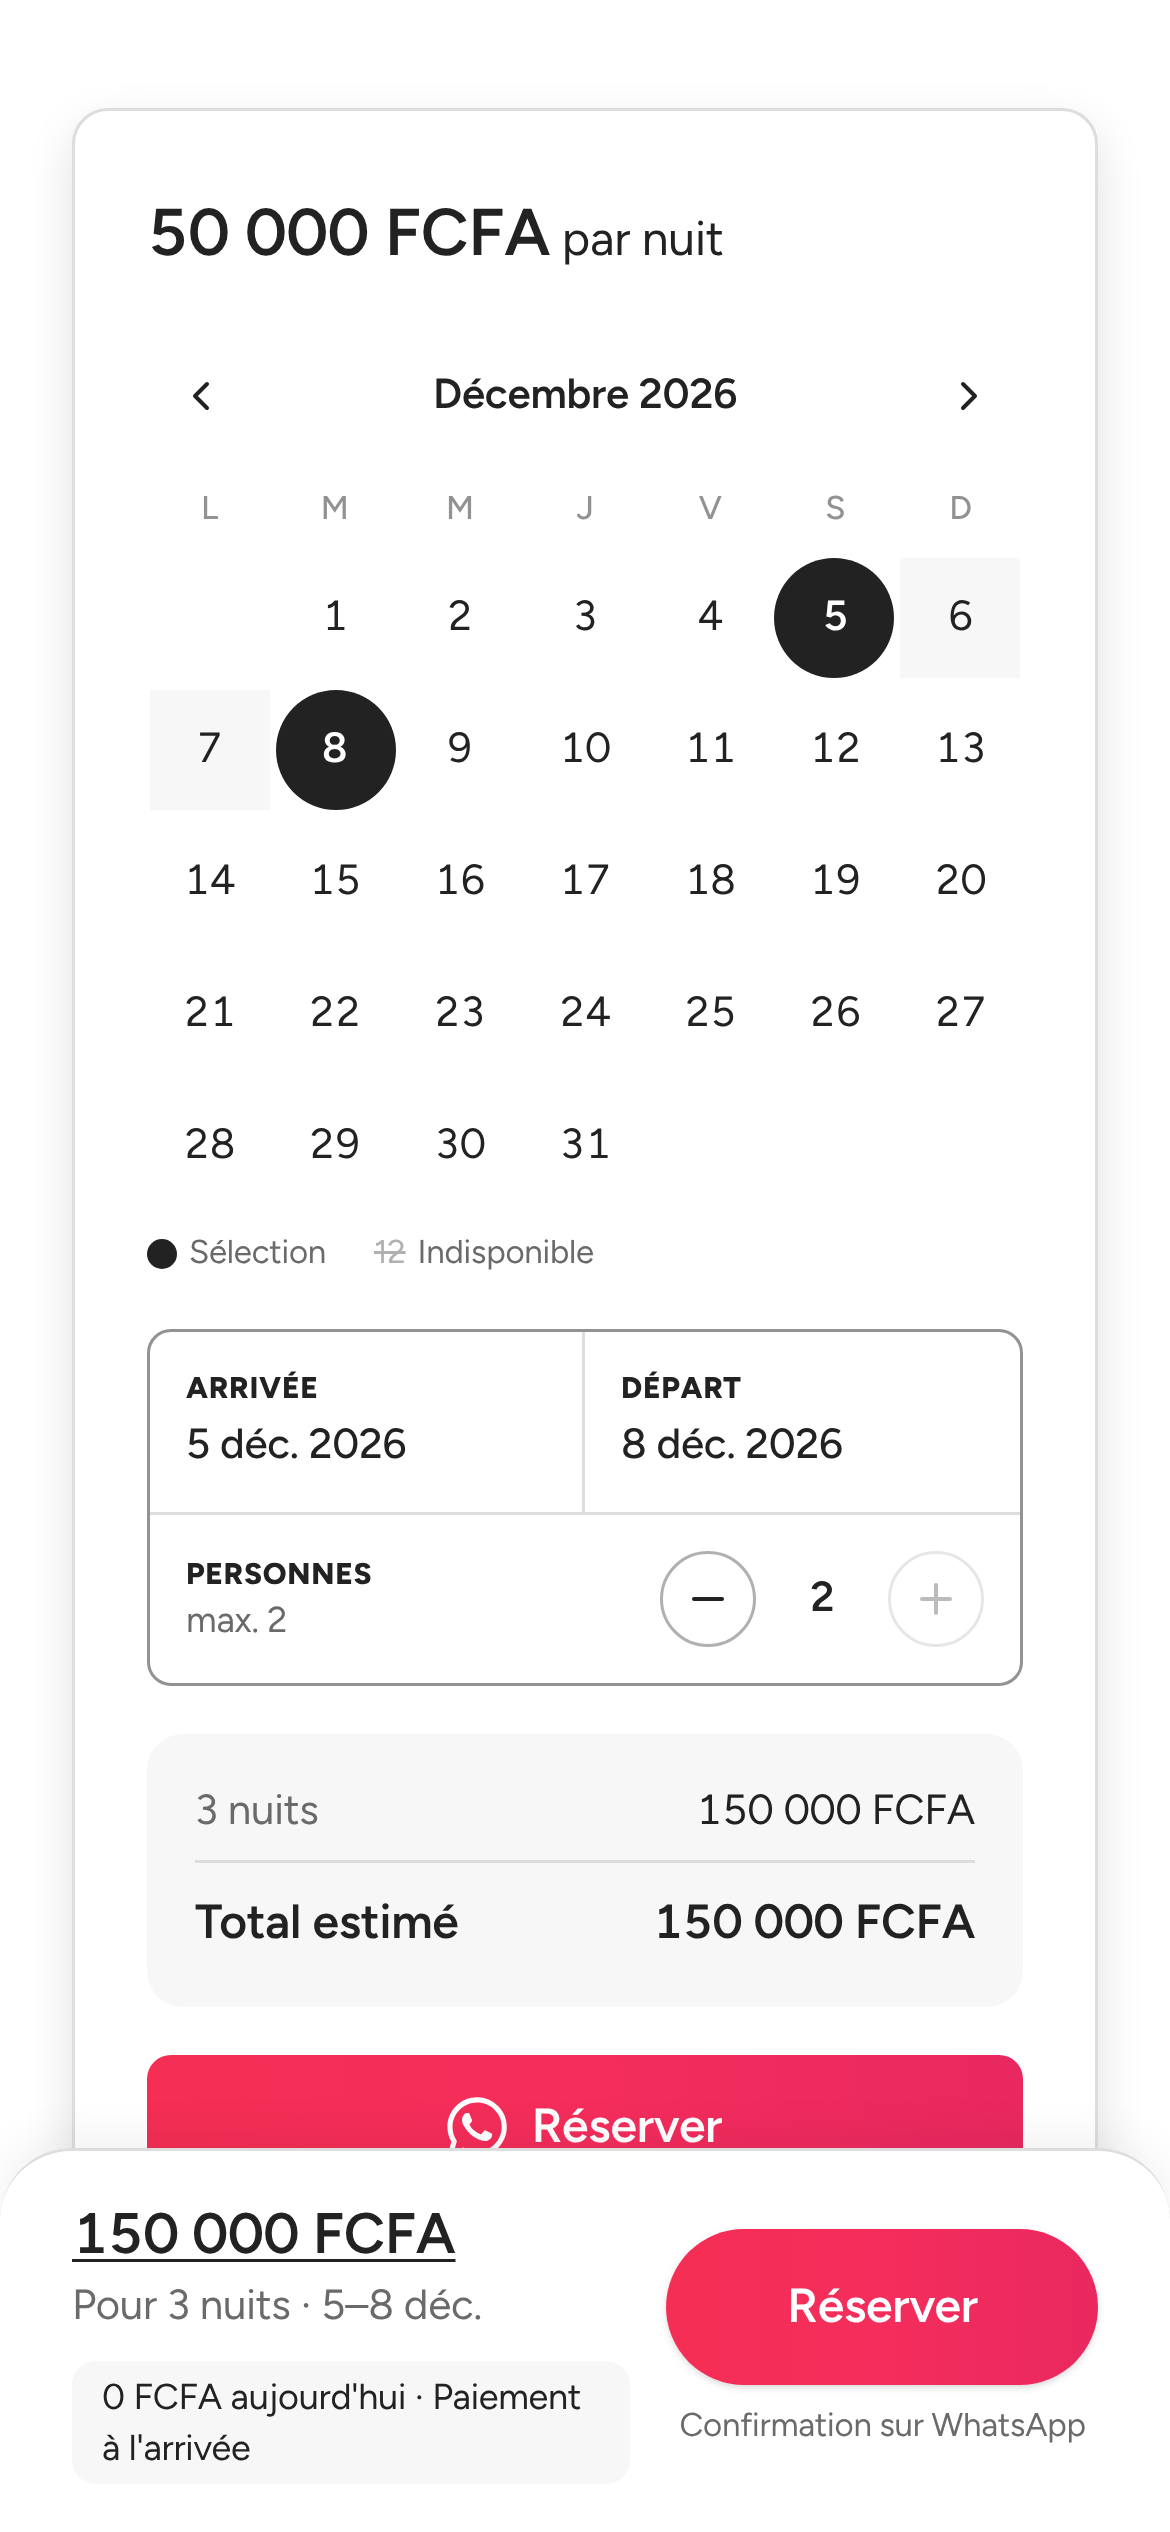 50 000 FCFA par nuit
Décembre 2026
L M M J V S D
1 2 3 4 5 6
7 8 9 10 11 12 13
14 15 16 17 18 19 20
21 22 23 24 25 26 27
28 29 30 31
Sélection 12 Indisponible
ARRIVÉE DÉPART
5 déc. 2026 8 déc. 2026
PERSONNES
max. 2
2
3 nuits 150 000 FCFA
Total estimé 150 000 FCFA
Réserver
150 000 FCFA
Pour 3 nuits · 5–8 déc.
0 FCFA aujourd'hui · Paiement
à l'arrivée
Réserver
Confirmation sur WhatsApp